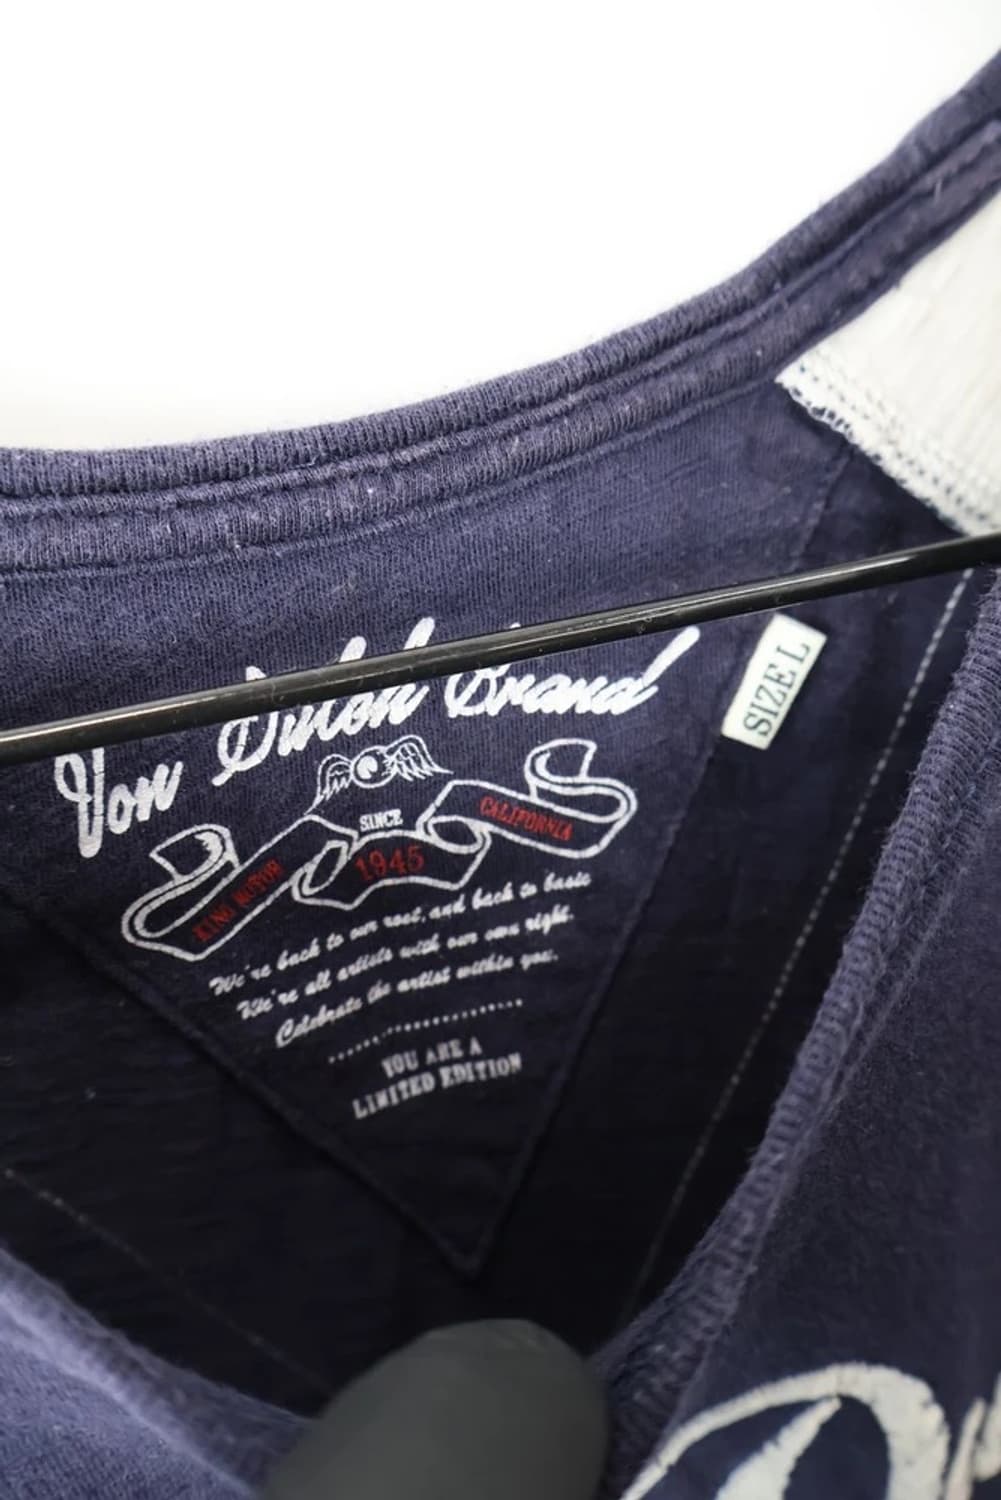 Von Dutch Brand
SIZE L
SINCE
KING MOTOR 1945 CALIFORNIA
We're back to our root, and back to basic
We're all artists with our own right.
Celebrate the artist within you.
YOU ARE A
LIMITED EDITION